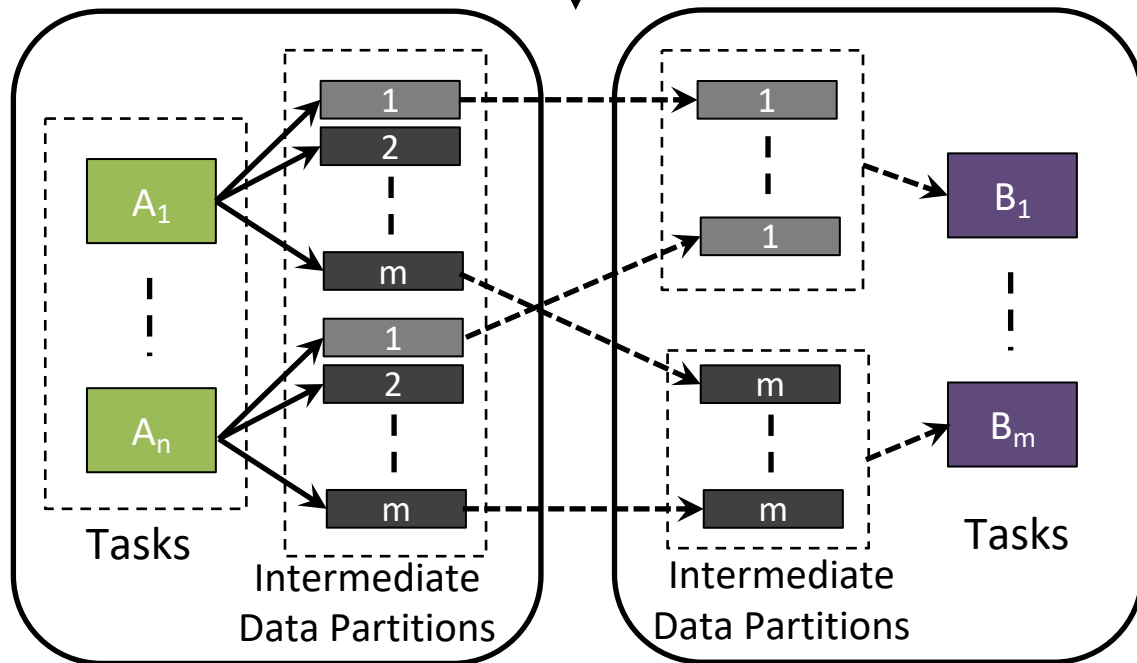 A₁
Aₙ
Tasks
1
2
m
1
2
m
Intermediate
Data Partitions
1
1
m
m
Intermediate
Data Partitions
B₁
Bₘ
Tasks